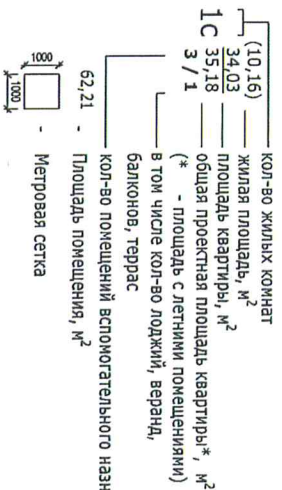 кол-во жилых комнат
(10,16) жилая площадь, м²
1С 34,03 площадь квартиры, м²
35,18 общая проектная площадь квартиры*, м²
(* - площадь с летними помещениями)
3 / 1 в том числе кол-во лоджий, веранд,
балконов, террас
кол-во помещений вспомогательного назн
62,21 - Площадь помещения, м²
1000
1000 - Метровая сетка